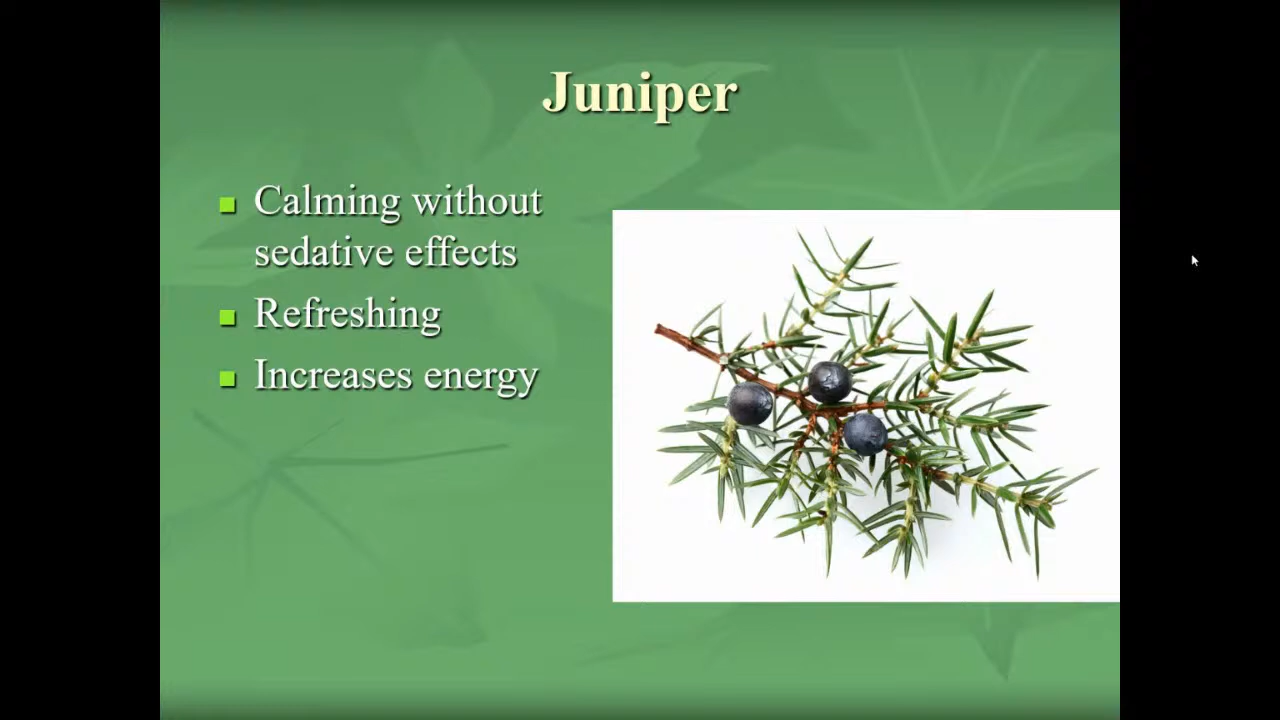 Juniper
Calming without
sedative effects
Refreshing
Increases energy